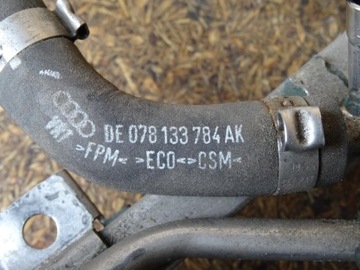 DE 078 133 784 AK
>FPM< >ECO<>CSM<